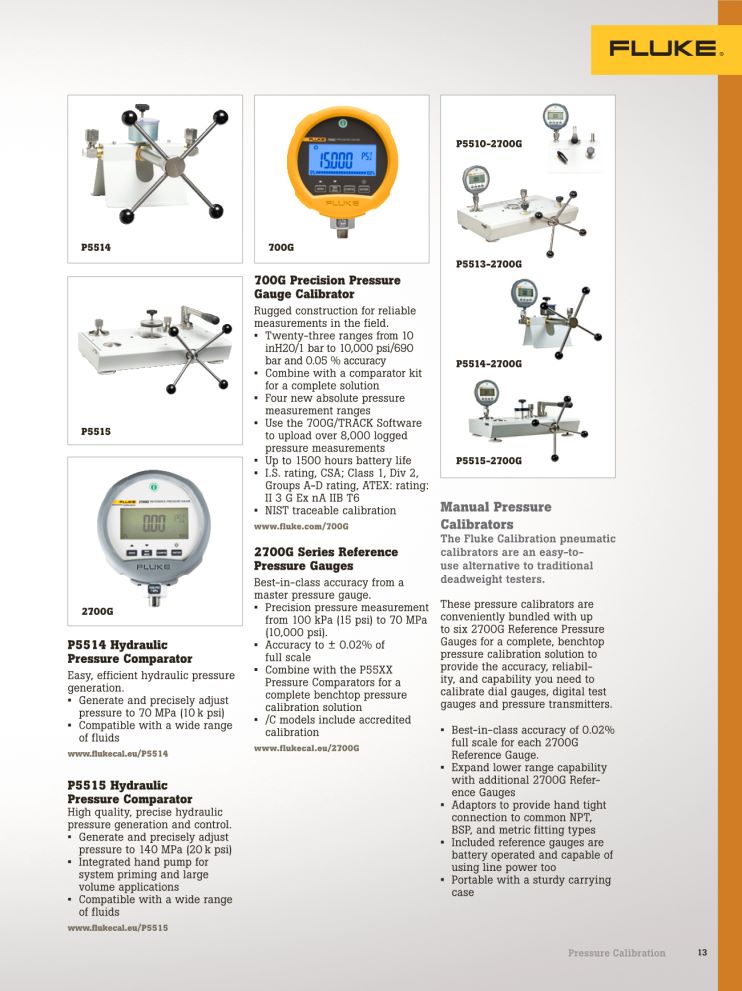 FLUKE®
P5514
P5515
2700G
P5514 Hydraulic
Pressure Comparator
Easy, efficient hydraulic pressure
generation.
▪ Generate and precisely adjust
pressure to 70 MPa (10 k psi)
▪ Compatible with a wide range
of fluids
www.flukecal.eu/P5514
P5515 Hydraulic
Pressure Comparator
High quality, precise hydraulic
pressure generation and control.
▪ Generate and precisely adjust
pressure to 140 MPa (20 k psi)
▪ Integrated hand pump for
system priming and large
volume applications
▪ Compatible with a wide range
of fluids
www.flukecal.eu/P5515
FLUKE
15.000 PSI
FLUKE
700G
FLUKE
REFERENCE PRESSURE GAUGE
000 PSI
FLUKE
700G Precision Pressure
Gauge Calibrator
Rugged construction for reliable
measurements in the field.
▪ Twenty-three ranges from 10
inH20/1 bar to 10,000 psi/690
bar and 0.05 % accuracy
▪ Combine with a comparator kit
for a complete solution
▪ Four new absolute pressure
measurement ranges
▪ Use the 700G/TRACK Software
to upload over 8,000 logged
pressure measurements
▪ Up to 1500 hours battery life
▪ I.S. rating, CSA; Class 1, Div 2,
Groups A-D rating, ATEX: rating:
II 3 G Ex nA IIB T6
▪ NIST traceable calibration
www.fluke.com/700G
2700G Series Reference
Pressure Gauges
Best-in-class accuracy from a
master pressure gauge.
▪ Precision pressure measurement
from 100 kPa (15 psi) to 70 MPa
(10,000 psi).
▪ Accuracy to ± 0.02% of
full scale
▪ Combine with the P55XX
Pressure Comparators for a
complete benchtop pressure
calibration solution
▪ /C models include accredited
calibration
www.flukecal.eu/2700G
P5510-2700G
P5513-2700G
P5514-2700G
P5515-2700G
Manual Pressure
Calibrators
The Fluke Calibration pneumatic
calibrators are an easy-to-
use alternative to traditional
deadweight testers.
These pressure calibrators are
conveniently bundled with up
to six 2700G Reference Pressure
Gauges for a complete, benchtop
pressure calibration solution to
provide the accuracy, reliabil-
ity, and capability you need to
calibrate dial gauges, digital test
gauges and pressure transmitters.
▪ Best-in-class accuracy of 0.02%
full scale for each 2700G
Reference Gauge.
▪ Expand lower range capability
with additional 2700G Refer-
ence Gauges
▪ Adaptors to provide hand tight
connection to common NPT,
BSP, and metric fitting types
▪ Included reference gauges are
battery operated and capable of
using line power too
▪ Portable with a sturdy carrying
case
Pressure Calibration 13